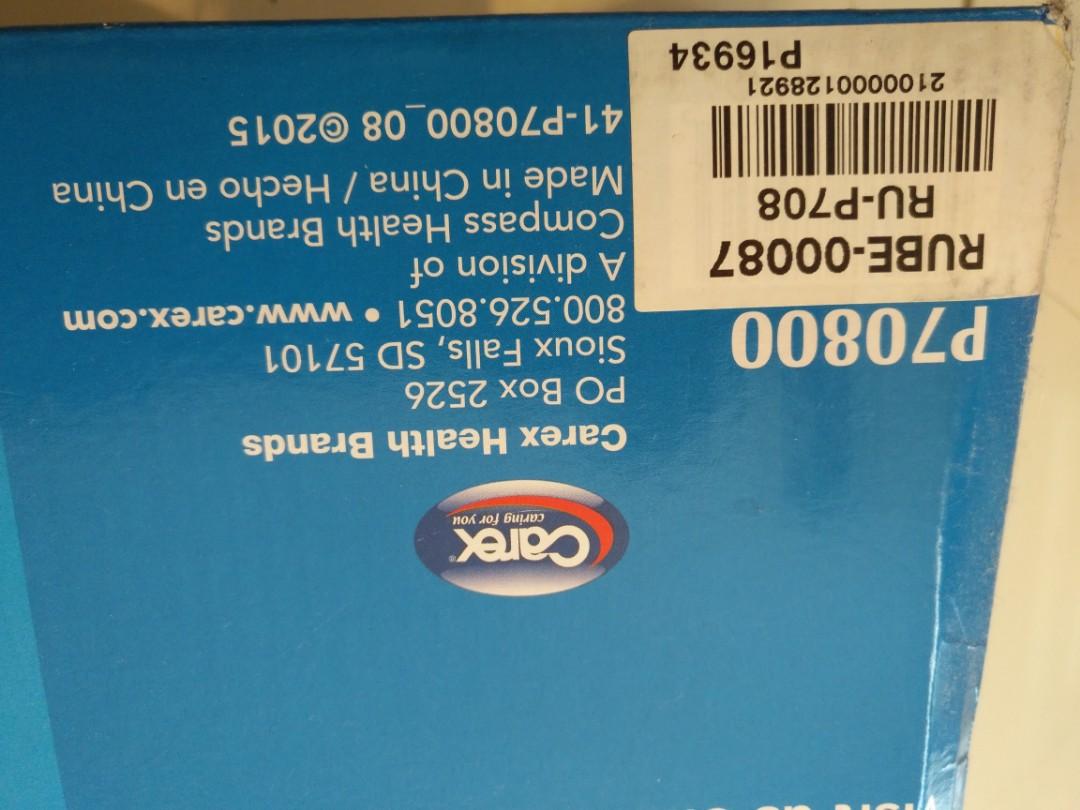 Carex®
caring for you
Carex Health Brands
PO Box 2526
Sioux Falls, SD 57101
800.526.8051 • www.carex.com
A division of
Compass Health Brands
Made in China / Hecho en China
41-P70800_08 ©2015
P70800
RUBE-00087
RU-P708
2100000128921
P16934